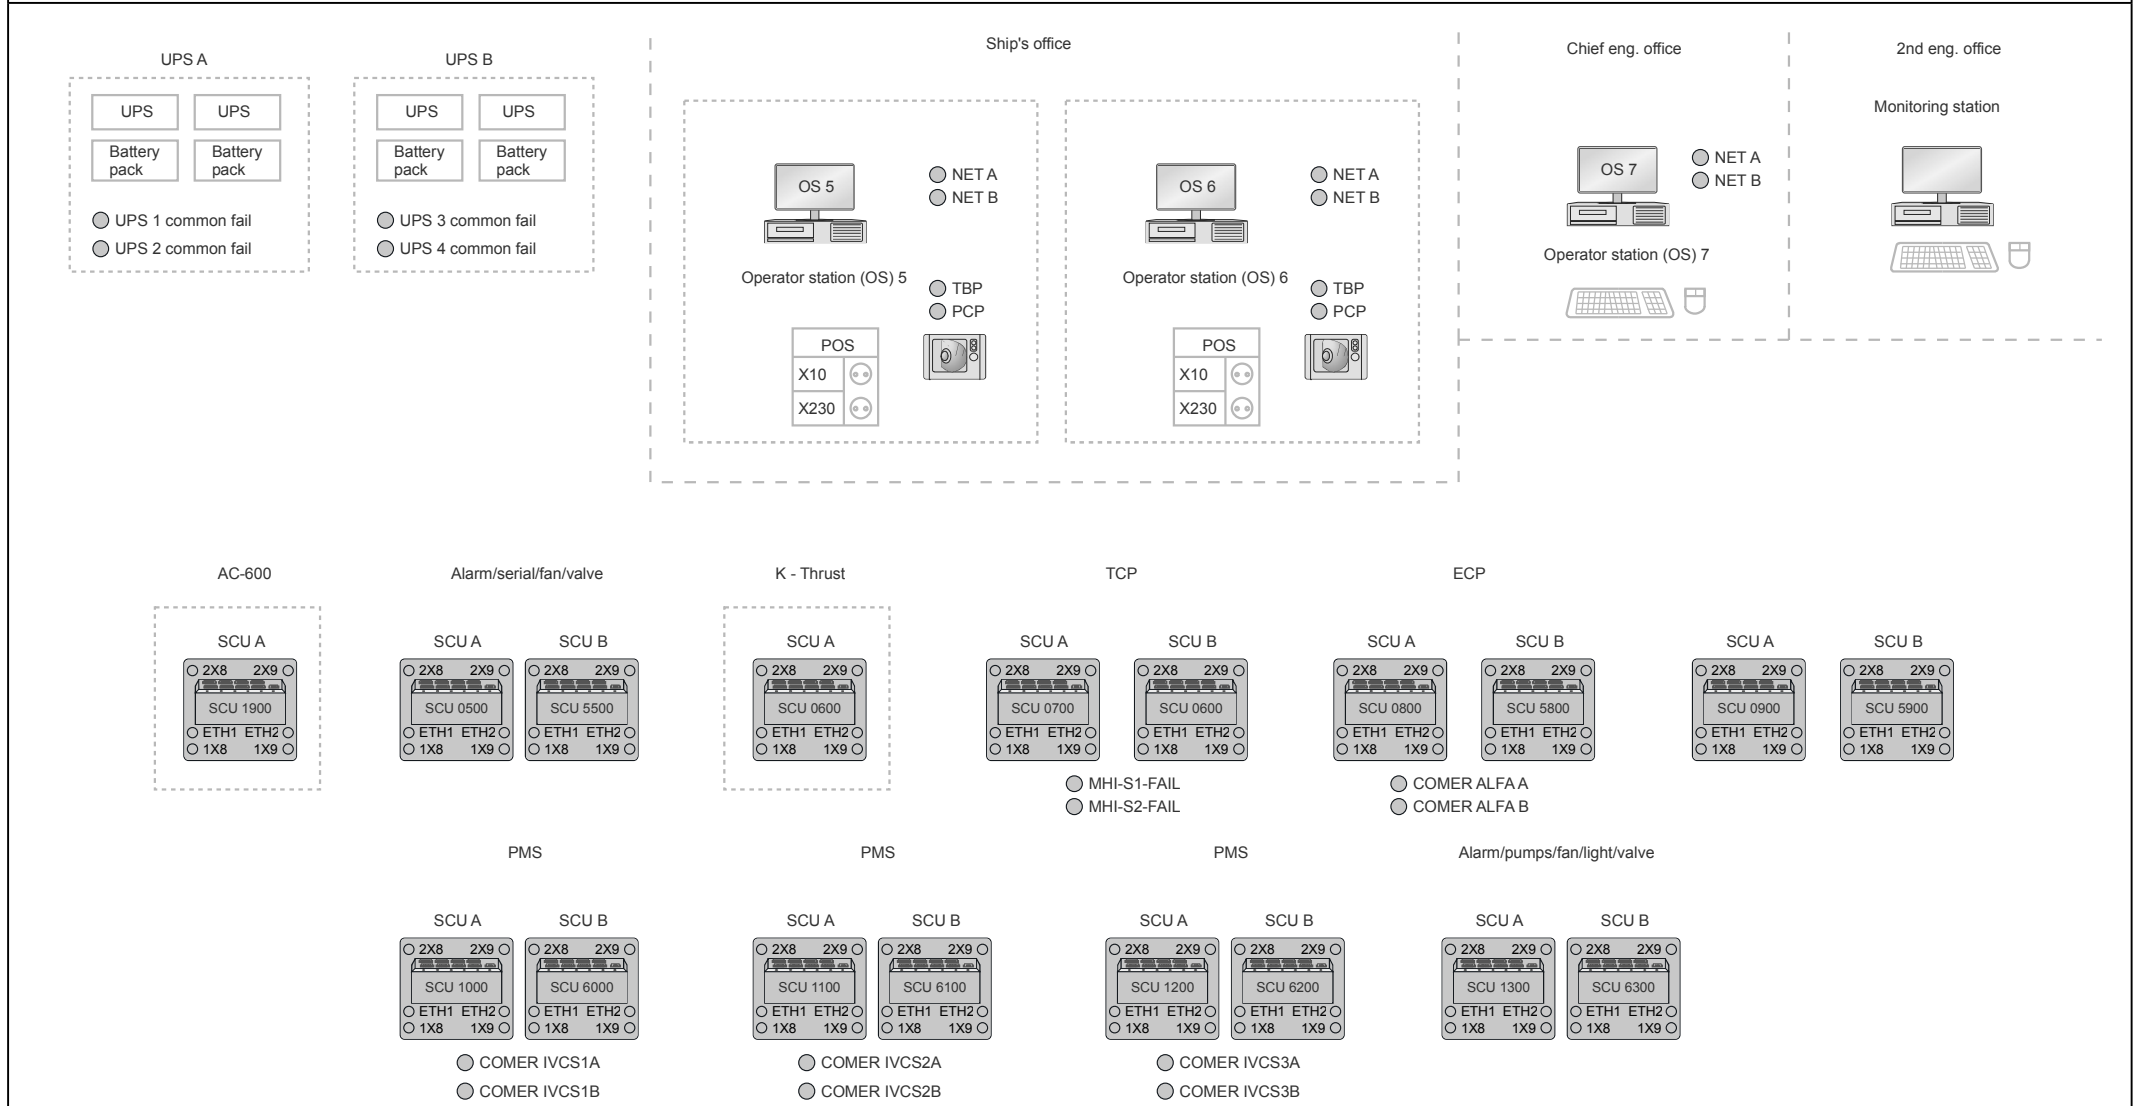 UPS A
UPS
UPS
Battery
pack
Battery
pack
UPS 1 common fail
UPS 2 common fail
UPS B
UPS
UPS
Battery
pack
Battery
pack
UPS 3 common fail
UPS 4 common fail
Ship's office
OS 5
NET A
NET B
Operator station (OS) 5
TBP
PCP
POS
X10
X230
OS 6
NET A
NET B
Operator station (OS) 6
TBP
PCP
POS
X10
X230
Chief eng. office
OS 7
NET A
NET B
Operator station (OS) 7
2nd eng. office
Monitoring station
AC-600
SCU A
2X8 2X9
SCU 1900
ETH1 ETH2
1X8 1X9
Alarm/serial/fan/valve
SCU A
2X8 2X9
SCU 0500
ETH1 ETH2
1X8 1X9
SCU B
2X8 2X9
SCU 5500
ETH1 ETH2
1X8 1X9
K - Thrust
SCU A
2X8 2X9
SCU 0600
ETH1 ETH2
1X8 1X9
TCP
SCU A
2X8 2X9
SCU 0700
ETH1 ETH2
1X8 1X9
SCU B
2X8 2X9
SCU 0600
ETH1 ETH2
1X8 1X9
MHI-S1-FAIL
MHI-S2-FAIL
ECP
SCU A
2X8 2X9
SCU 0800
ETH1 ETH2
1X8 1X9
SCU B
2X8 2X9
SCU 5800
ETH1 ETH2
1X8 1X9
COMER ALFA A
COMER ALFA B
SCU A
2X8 2X9
SCU 0900
ETH1 ETH2
1X8 1X9
SCU B
2X8 2X9
SCU 5900
ETH1 ETH2
1X8 1X9
PMS
SCU A
2X8 2X9
SCU 1000
ETH1 ETH2
1X8 1X9
SCU B
2X8 2X9
SCU 6000
ETH1 ETH2
1X8 1X9
COMER IVCS1A
COMER IVCS1B
PMS
SCU A
2X8 2X9
SCU 1100
ETH1 ETH2
1X8 1X9
SCU B
2X8 2X9
SCU 6100
ETH1 ETH2
1X8 1X9
COMER IVCS2A
COMER IVCS2B
PMS
SCU A
2X8 2X9
SCU 1200
ETH1 ETH2
1X8 1X9
SCU B
2X8 2X9
SCU 6200
ETH1 ETH2
1X8 1X9
COMER IVCS3A
COMER IVCS3B
Alarm/pumps/fan/light/valve
SCU A
2X8 2X9
SCU 1300
ETH1 ETH2
1X8 1X9
SCU B
2X8 2X9
SCU 6300
ETH1 ETH2
1X8 1X9